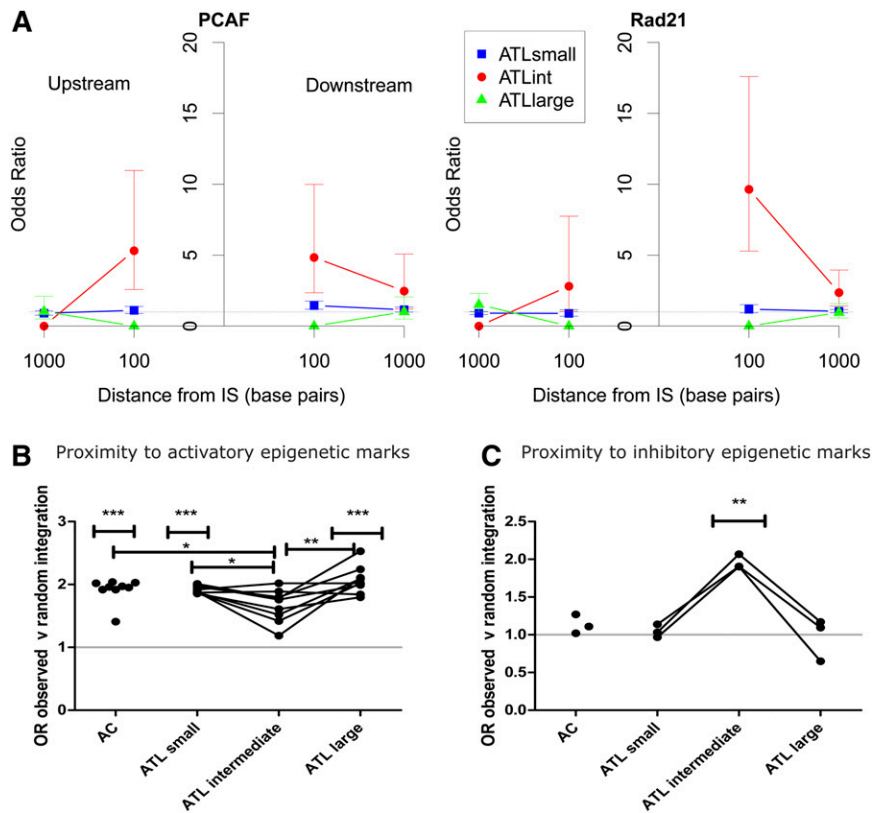 A
PCAF
Rad21
Upstream
Downstream
ATLsmall
ATLint
ATLlarge
Odds Ratio
0 5 10 15 20
Odds Ratio
0 5 10 15 20
1000 100 100 1000
1000 100 100 1000
Distance from IS (base pairs)
Distance from IS (base pairs)
B Proximity to activatory epigenetic marks
OR observed v random integration
3
2
1
0
*** *** ***
* **
*
AC
ATL small
ATL intermediate
ATL large
C Proximity to inhibitory epigenetic marks
OR observed v random integration
2.5
2.0
1.5
1.0
0.5
0.0
**
AC
ATL small
ATL intermediate
ATL large